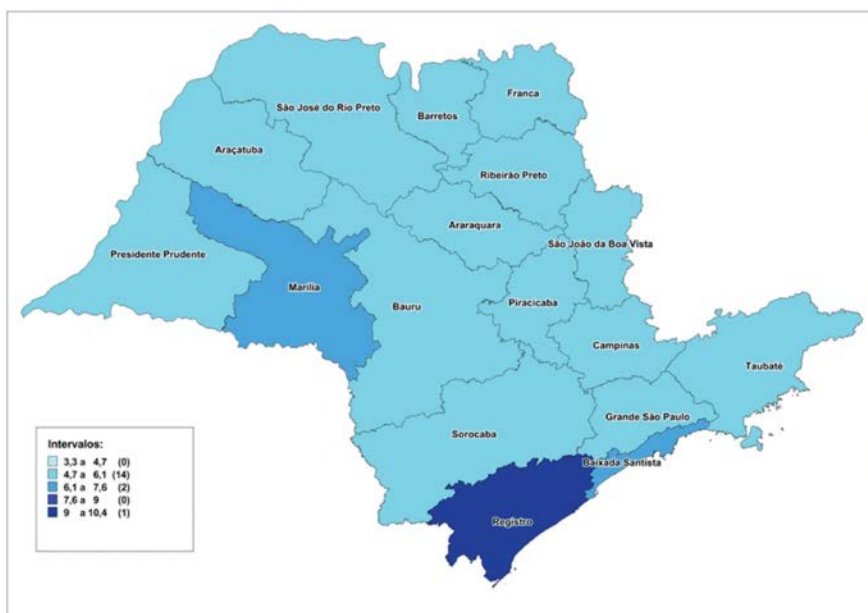 Franca
São José do Rio Preto
Barretos
Araçatuba
Ribeirão Preto
Araraquara
São João da Boa Vista
Presidente Prudente
Marília
Bauru
Piracicaba
Campinas
Taubaté
Grande São Paulo
Sorocaba
Baixada Santista
Registro
Intervalos:
3,3 a 4,7 (0)
4,7 a 6,1 (14)
6,1 a 7,6 (2)
7,6 a 9 (0)
9 a 10,4 (1)